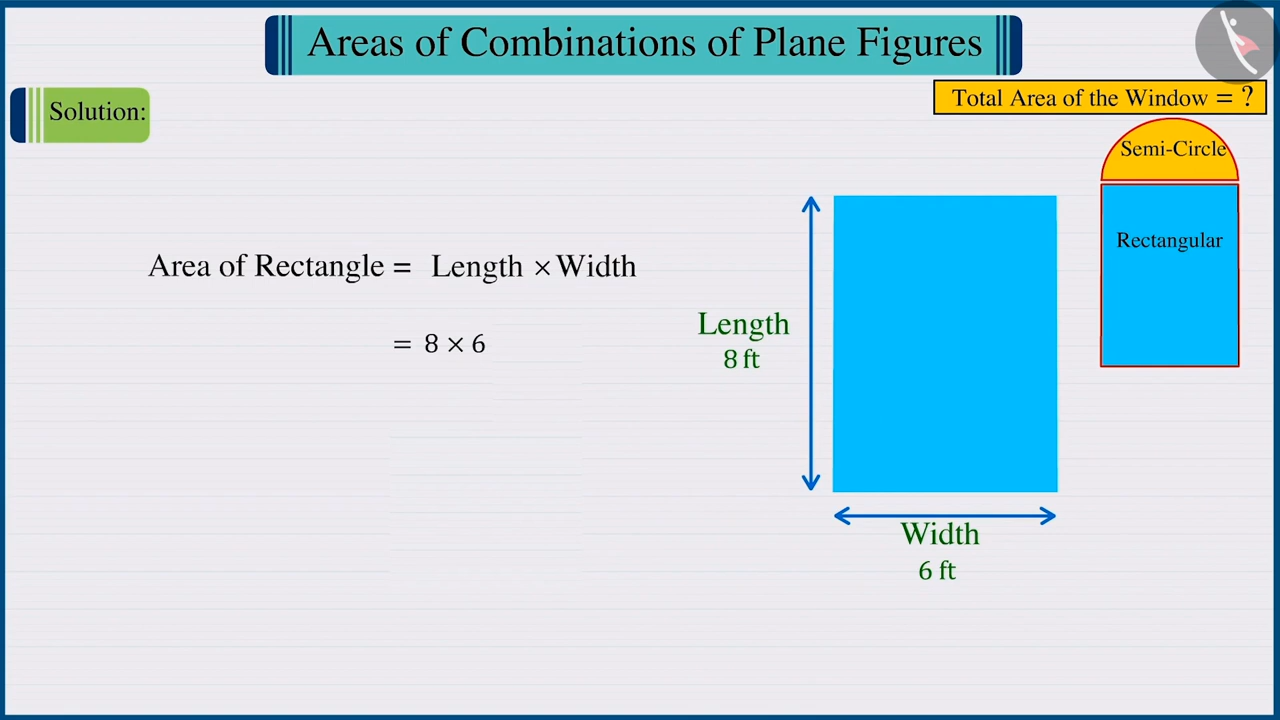 Areas of Combinations of Plane Figures
Solution:
Total Area of the Window = ?
Semi-Circle
Rectangular
Area of Rectangle = Length × Width
= 8 × 6
Length
8 ft
Width
6 ft